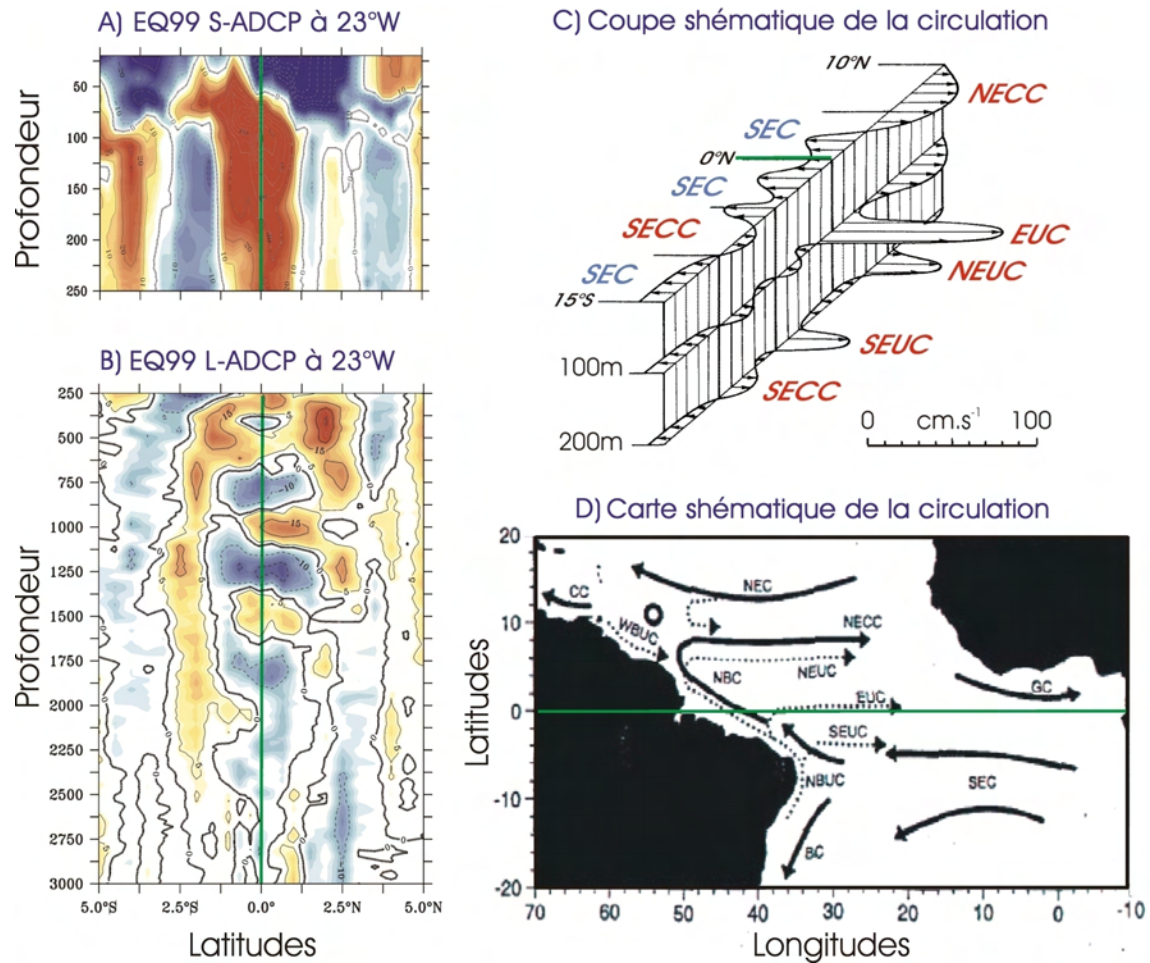 A) EQ99 S-ADCP à 23°W
Profondeur
50
100
150
200
250
B) EQ99 L-ADCP à 23°W
Profondeur
250
500
750
1000
1250
1500
1750
2000
2250
2500
2750
3000
5.0°S 2.5°S 0.0° 2.5°N 5.0°N
Latitudes
C) Coupe shématique de la circulation
10°N
NECC
SEC
0°N
SEC
SECC
EUC
NEUC
SEC
15°S
SEUC
100m
SECC
200m
0 cm.s⁻¹ 100
D) Carte shématique de la circulation
Latitudes
20
10
0
-10
-20
CC
NEC
WBUC
NECC
NBC
NEUC
GC
EUC
SEUC
NBUC
SEC
BC
70 60 50 40 30 20 10 0 -10
Longitudes